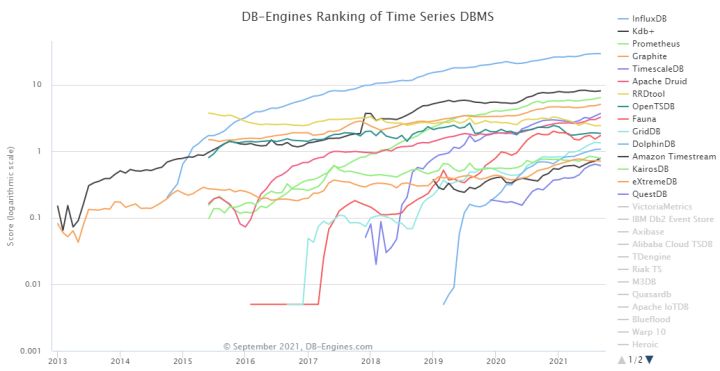 DB-Engines Ranking of Time Series DBMS
InfluxDB
Kdb+
Prometheus
Graphite
TimescaleDB
Apache Druid
RRDtool
OpenTSDB
Fauna
GridDB
DolphinDB
Amazon Timestream
KairosDB
eXtremeDB
QuestDB
VictoriaMetrics
IBM Db2 Event Store
Axibase
Alibaba Cloud TSDB
TDengine
Riak TS
M3DB
Quasardb
Apache IoTDB
Blueflood
Warp 10
Heroic
1/2
Score (logarithmic scale)
10
1
0.1
0.01
0.001
© September 2021, DB-Engines.com
2013 2014 2015 2016 2017 2018 2019 2020 2021